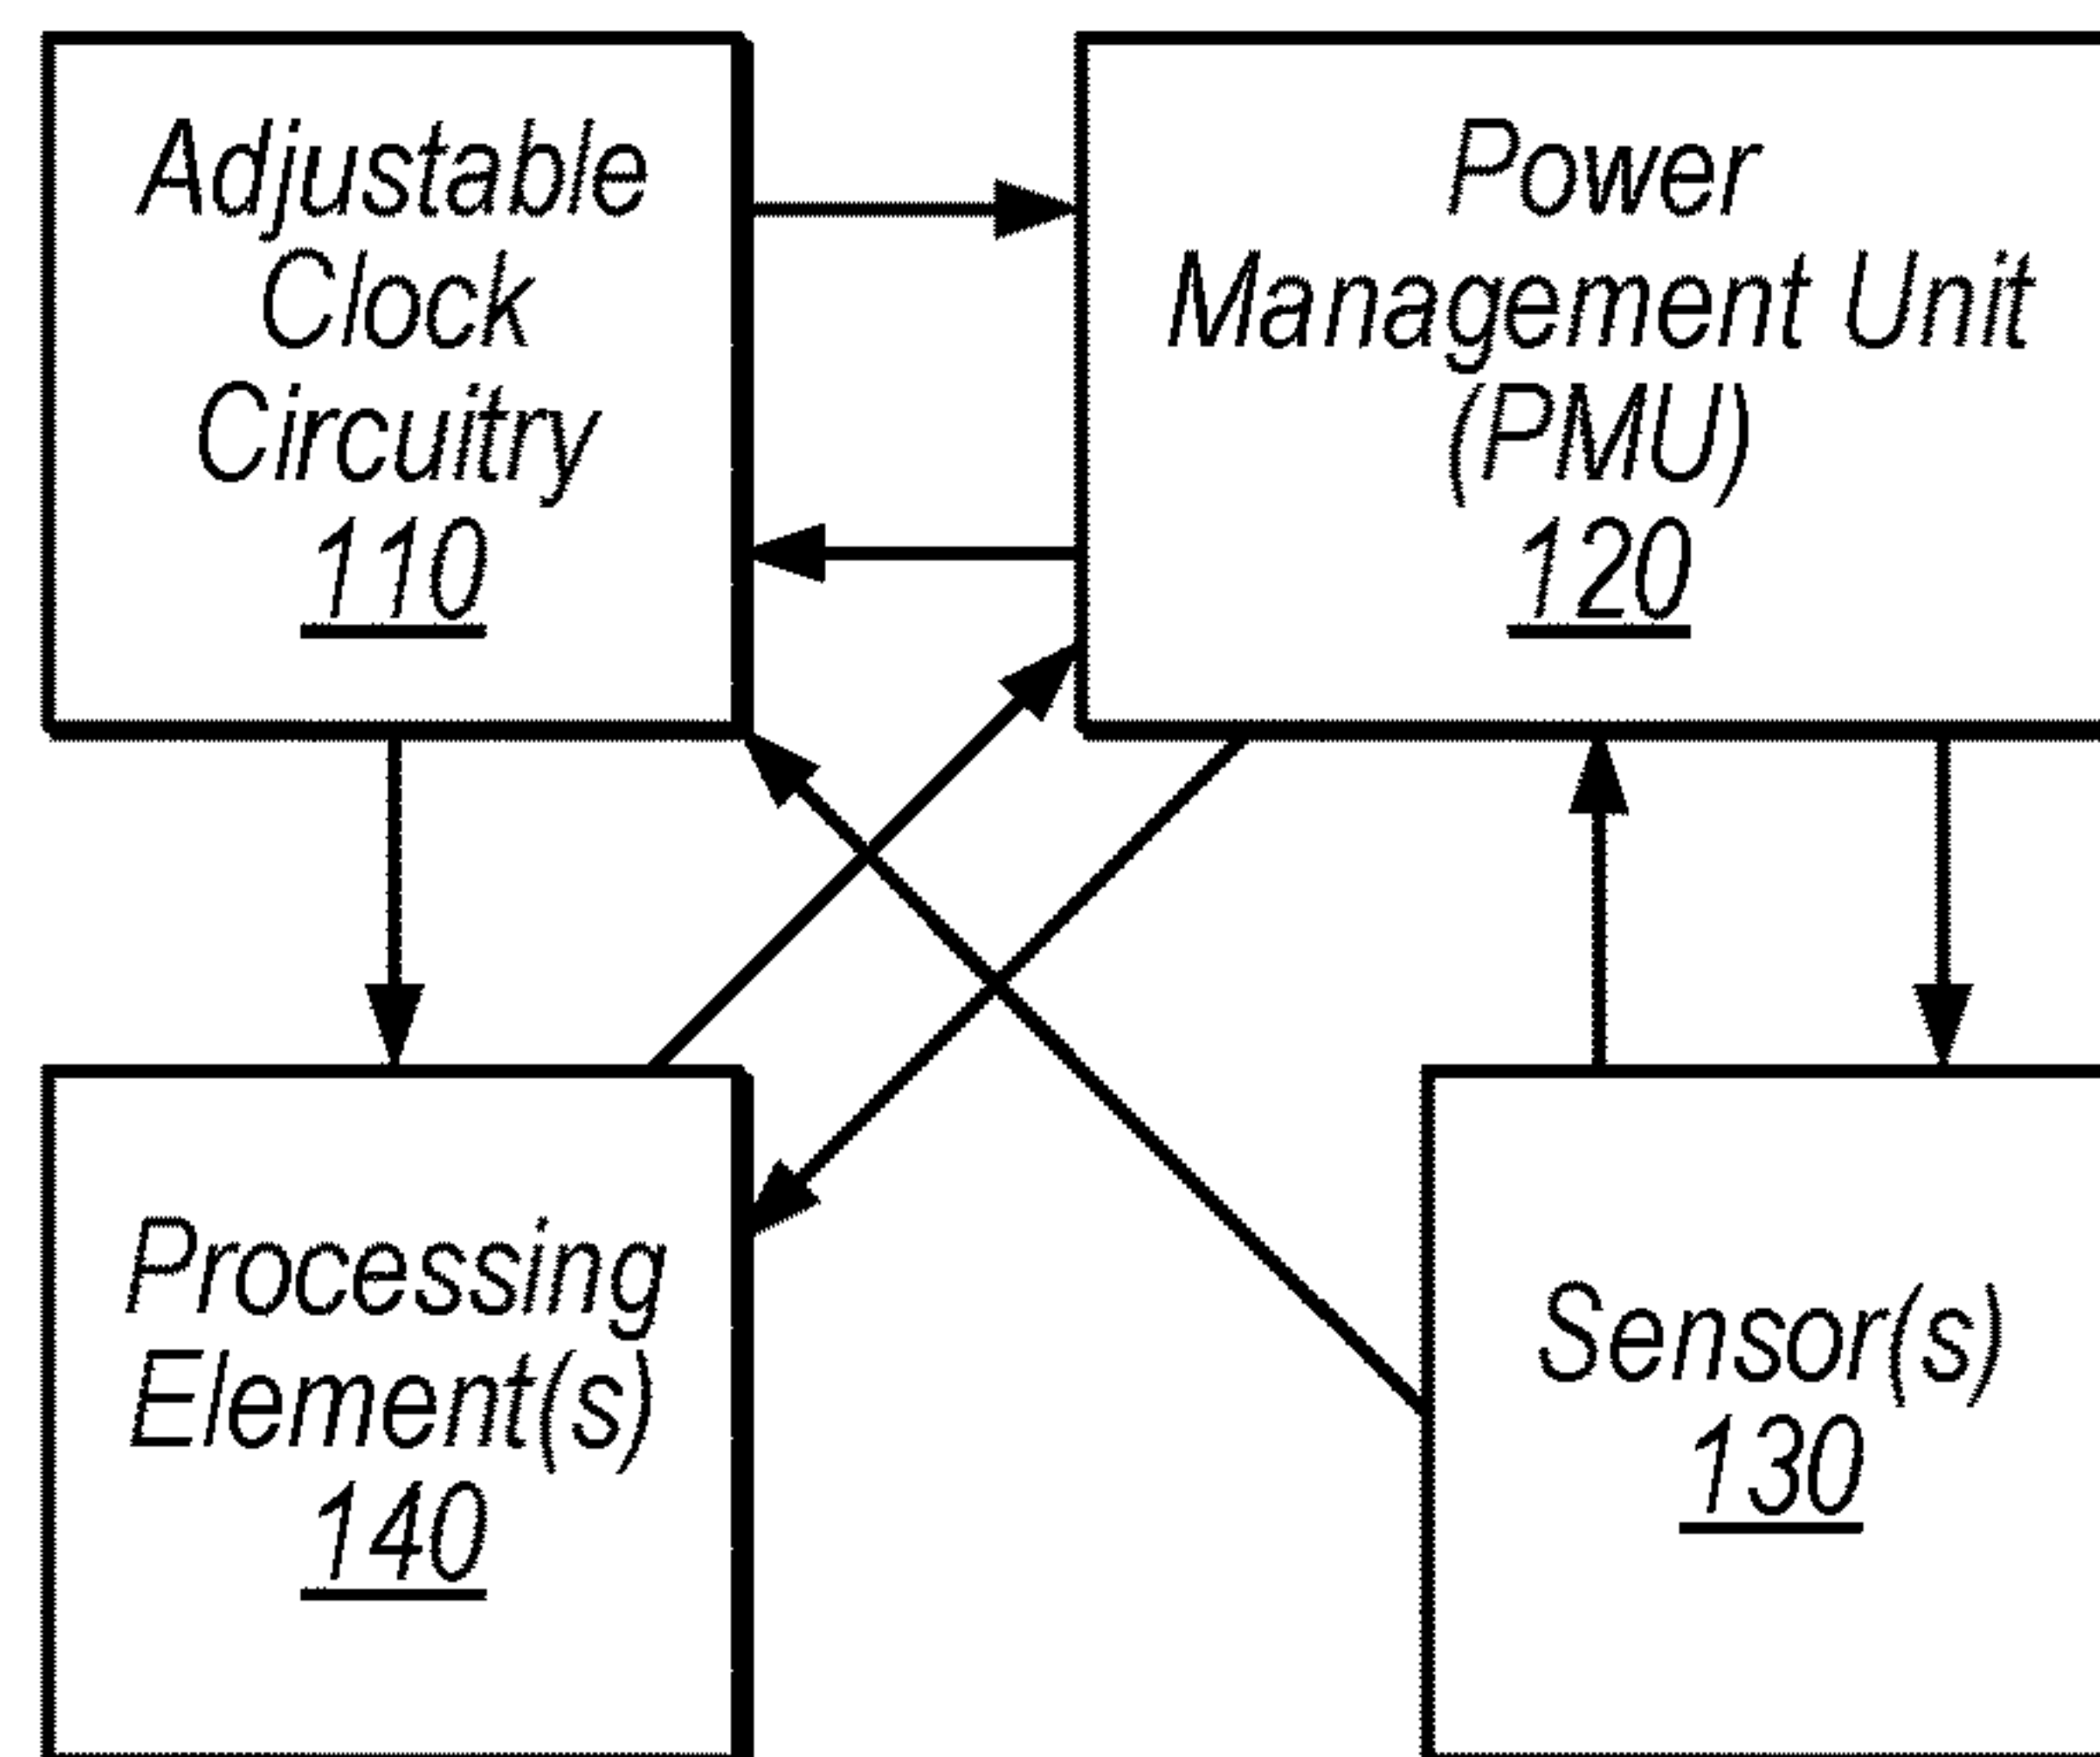 Adjustable
Clock
Circuitry
110
Power
Management Unit
(PMU)
120
Processing
Element(s)
140
Sensor(s)
130